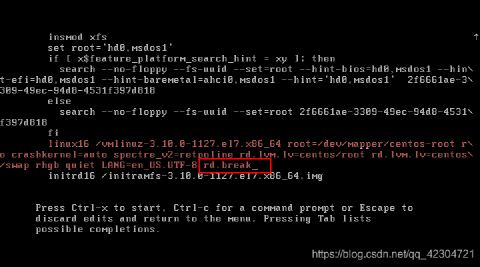 insmod xfs
set root='hd0,msdos1'
if [ x$feature_platform_search_hint = xy ]; then
search --no-floppy --fs-uuid --set=root --hint-bios=hd0,msdos1 --hin\
t-efi=hd0,msdos1 --hint-baremetal=ahci0,msdos1 --hint='hd0,msdos1' 2f6661ae-3\
309-49ec-94d8-4531f397d818
else
search --no-floppy --fs-uuid --set=root 2f6661ae-3309-49ec-94d8-4531\
f397d818
fi
linux16 /vmlinuz-3.10.0-1127.el7.x86_64 root=/dev/mapper/centos-root r\
o crashkernel=auto spectre_v2=retpoline rd.lvm.lv=centos/root rd.lvm.lv=centos\
/swap rhgb quiet LANG=en_US.UTF-8 rd.break_
initrd16 /initramfs-3.10.0-1127.el7.x86_64.img
Press Ctrl-x to start, Ctrl-c for a command prompt or Escape to
discard edits and return to the menu. Pressing Tab lists
possible completions.
https://blog.csdn.net/qq_42304721